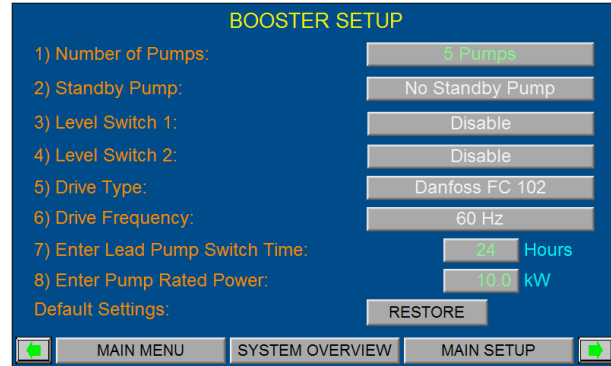 BOOSTER SETUP
1) Number of Pumps: 5 Pumps
2) Standby Pump: No Standby Pump
3) Level Switch 1: Disable
4) Level Switch 2: Disable
5) Drive Type: Danfoss FC 102
6) Drive Frequency: 60 Hz
7) Enter Lead Pump Switch Time: 24 Hours
8) Enter Pump Rated Power: 10.0 kW
Default Settings: RESTORE
MAIN MENU SYSTEM OVERVIEW MAIN SETUP